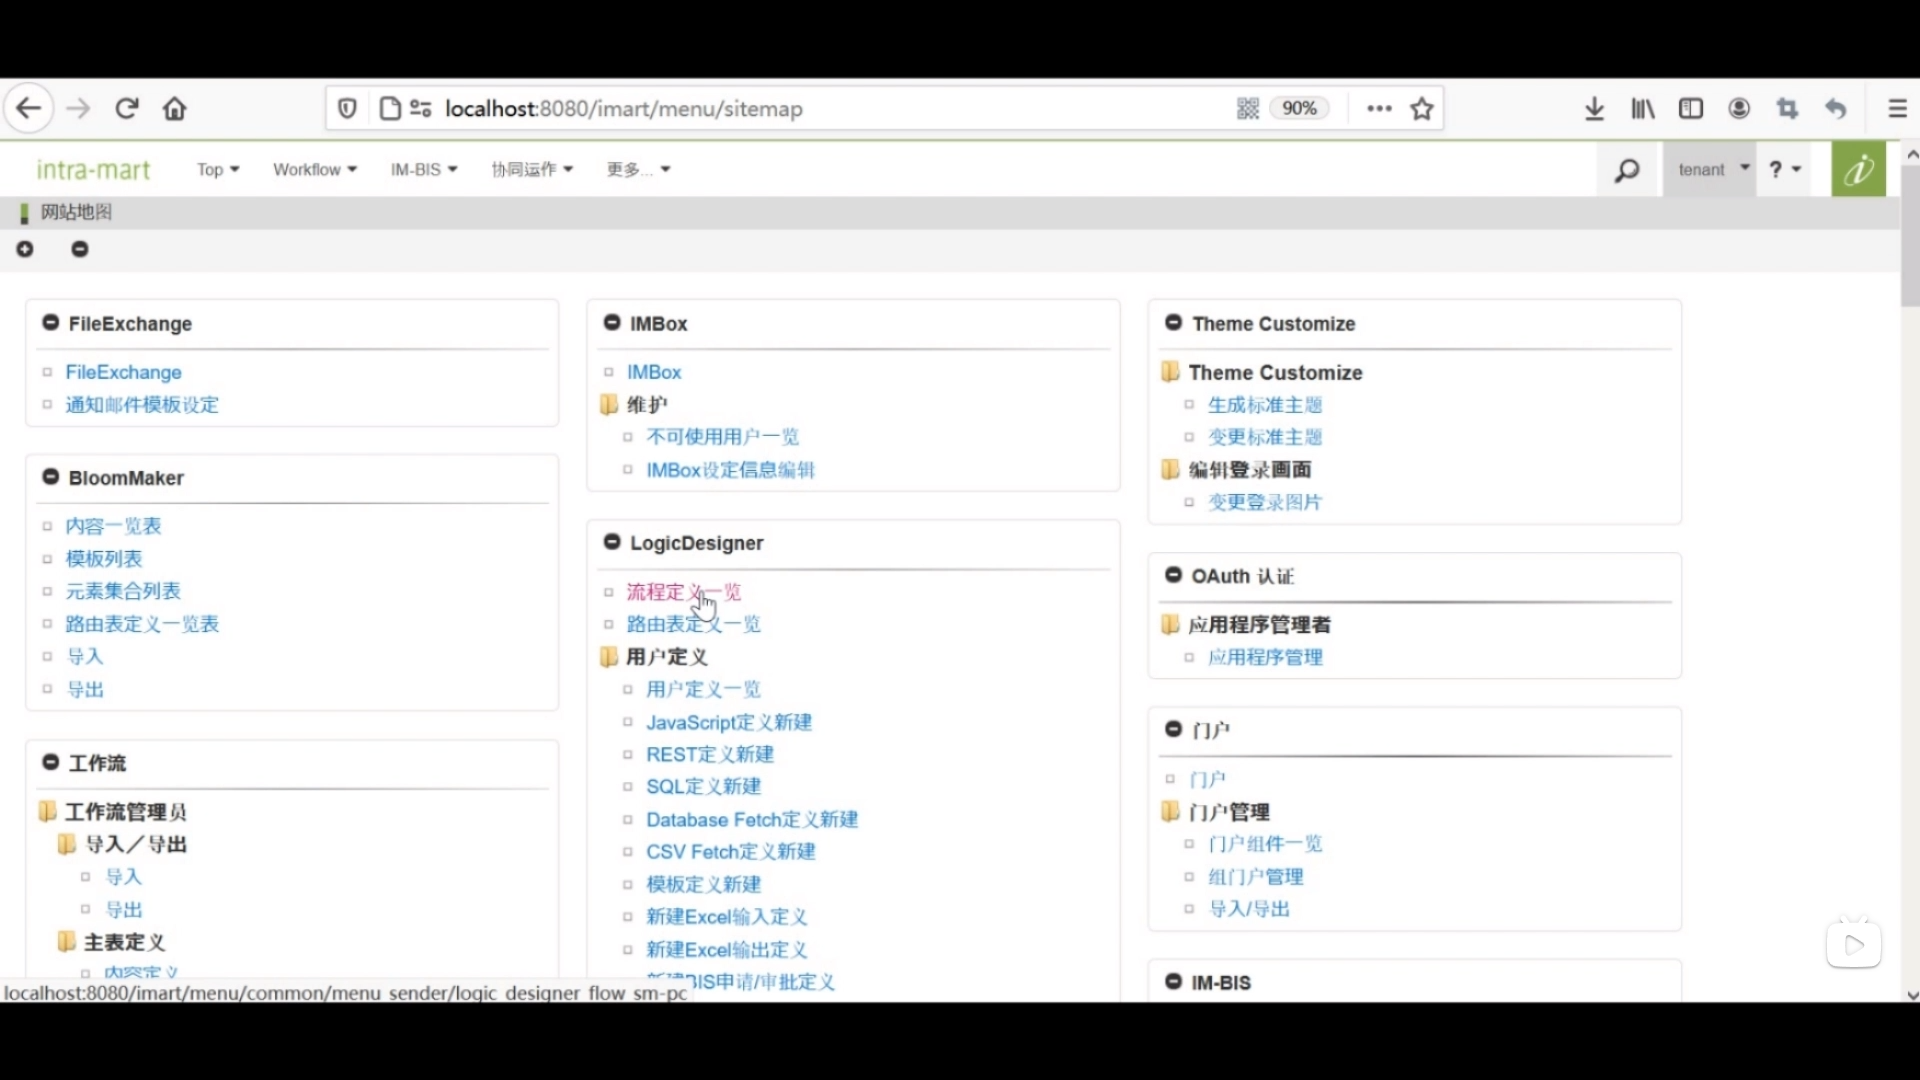 localhost:8080/imart/menu/sitemap
90%
intra-mart
Top
Workflow
IM-BIS
协同运作
更多...
tenant
?
网站地图
FileExchange
FileExchange
通知邮件模板设定
BloomMaker
内容一览表
模板列表
元素集合列表
路由表定义一览表
导入
导出
工作流
工作流管理员
导入／导出
导入
导出
主表定义
内容定义
IMBox
IMBox
维护
不可使用用户一览
IMBox设定信息编辑
LogicDesigner
流程定义一览
路由表定义一览
用户定义
用户定义一览
JavaScript定义新建
REST定义新建
SQL定义新建
Database Fetch定义新建
CSV Fetch定义新建
模板定义新建
新建Excel输入定义
新建Excel输出定义
新建BIS申请/审批定义
Theme Customize
Theme Customize
生成标准主题
变更标准主题
编辑登录画面
变更登录图片
OAuth 认证
应用程序管理者
应用程序管理
门户
门户
门户管理
门户组件一览
组门户管理
导入/导出
IM-BIS
localhost:8080/imart/menu/common/menu_sender/logic_designer_flow_sm-pc